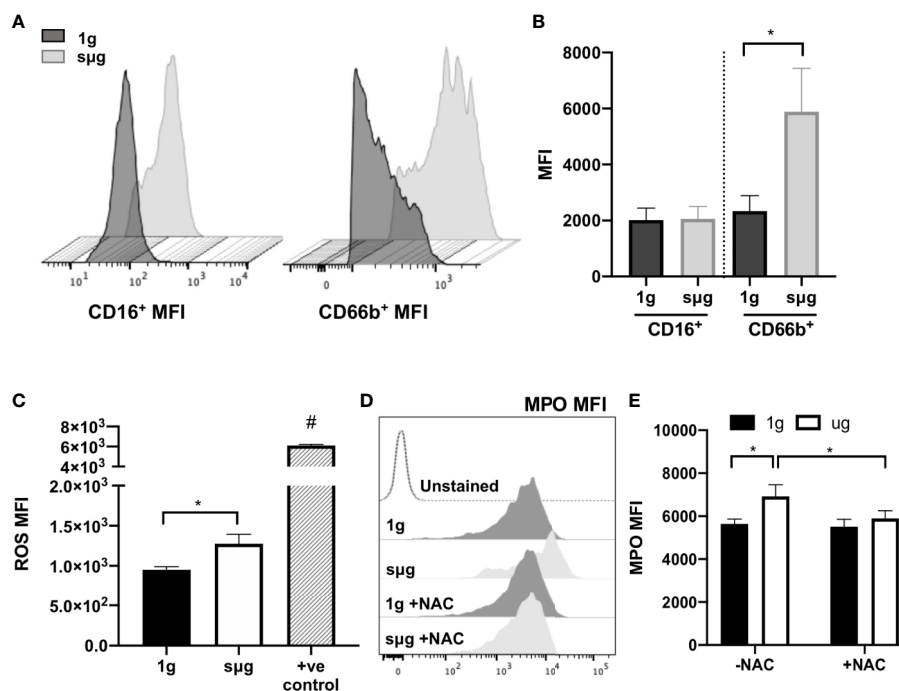 A
1g
sµg
10¹ 10² 10³ 10⁴
CD16⁺ MFI
0 10³
CD66b⁺ MFI
B
*
8000
6000
4000
2000
0
MFI
1g sµg 1g sµg
CD16⁺ CD66b⁺
C
8×10³
6×10³
4×10³
2.0×10³
1.5×10³
1.0×10³
5.0×10²
0.0
ROS MFI
*
#
1g sµg +ve
control
D
MPO MFI
Unstained
1g
sµg
1g +NAC
sµg +NAC
0 10² 10³ 10⁴ 10⁵
E
1g ug
10000
8000
6000
4000
2000
0
MPO MFI
* *
-NAC +NAC